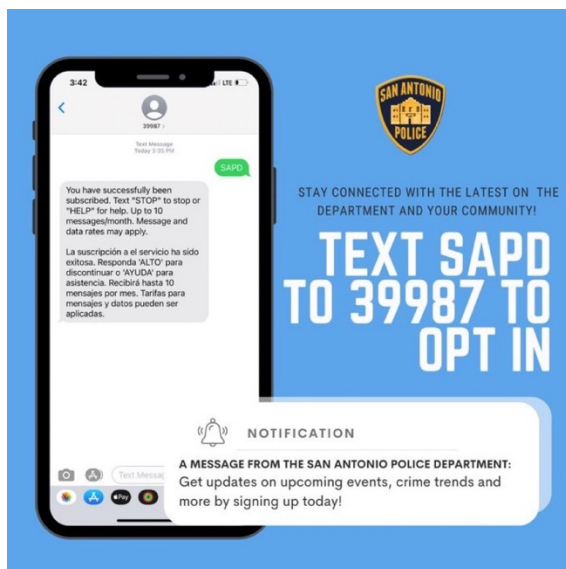 3:42
LTE
39987
Text Message
Today 3:35 PM
SAPD
You have successfully been
subscribed. Text "STOP" to stop or
"HELP" for help. Up to 10
messages/month. Message and
data rates may apply.
La suscripción a el servicio ha sido
exitosa. Responda 'ALTO' para
discontinuar o 'AYUDA' para
asistencia. Recibirá hasta 10
mensajes por mes. Tarifas para
mensajes y datos pueden ser
aplicadas.
Text Messag
Pay
SAN ANTONIO
POLICE
STAY CONNECTED WITH THE LATEST ON THE
DEPARTMENT AND YOUR COMMUNITY!
TEXT SAPD
TO 39987 TO
OPT IN
NOTIFICATION
A MESSAGE FROM THE SAN ANTONIO POLICE DEPARTMENT:
Get updates on upcoming events, crime trends and
more by signing up today!